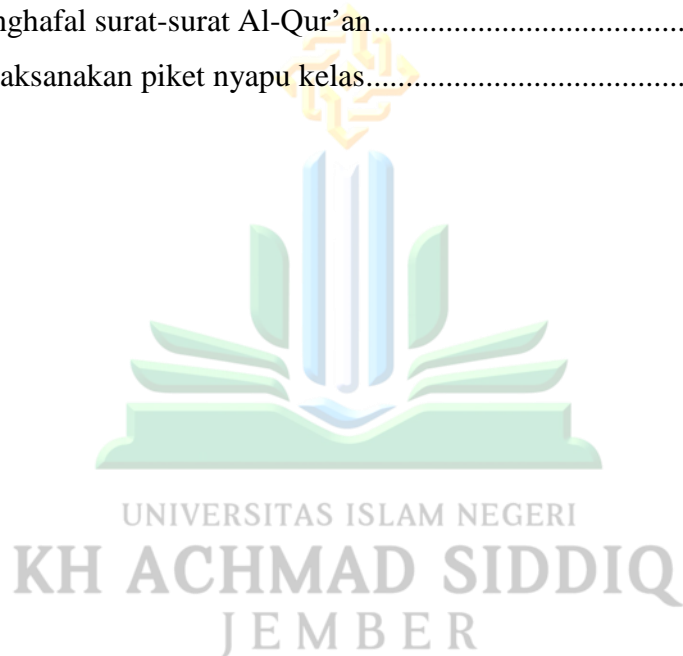 nghafal surat-surat Al-Qur’an.....................................
aksanakan piket nyapu kelas......................................
UNIVERSITAS ISLAM NEGERI
KH ACHMAD SIDDIQ
JEMBER